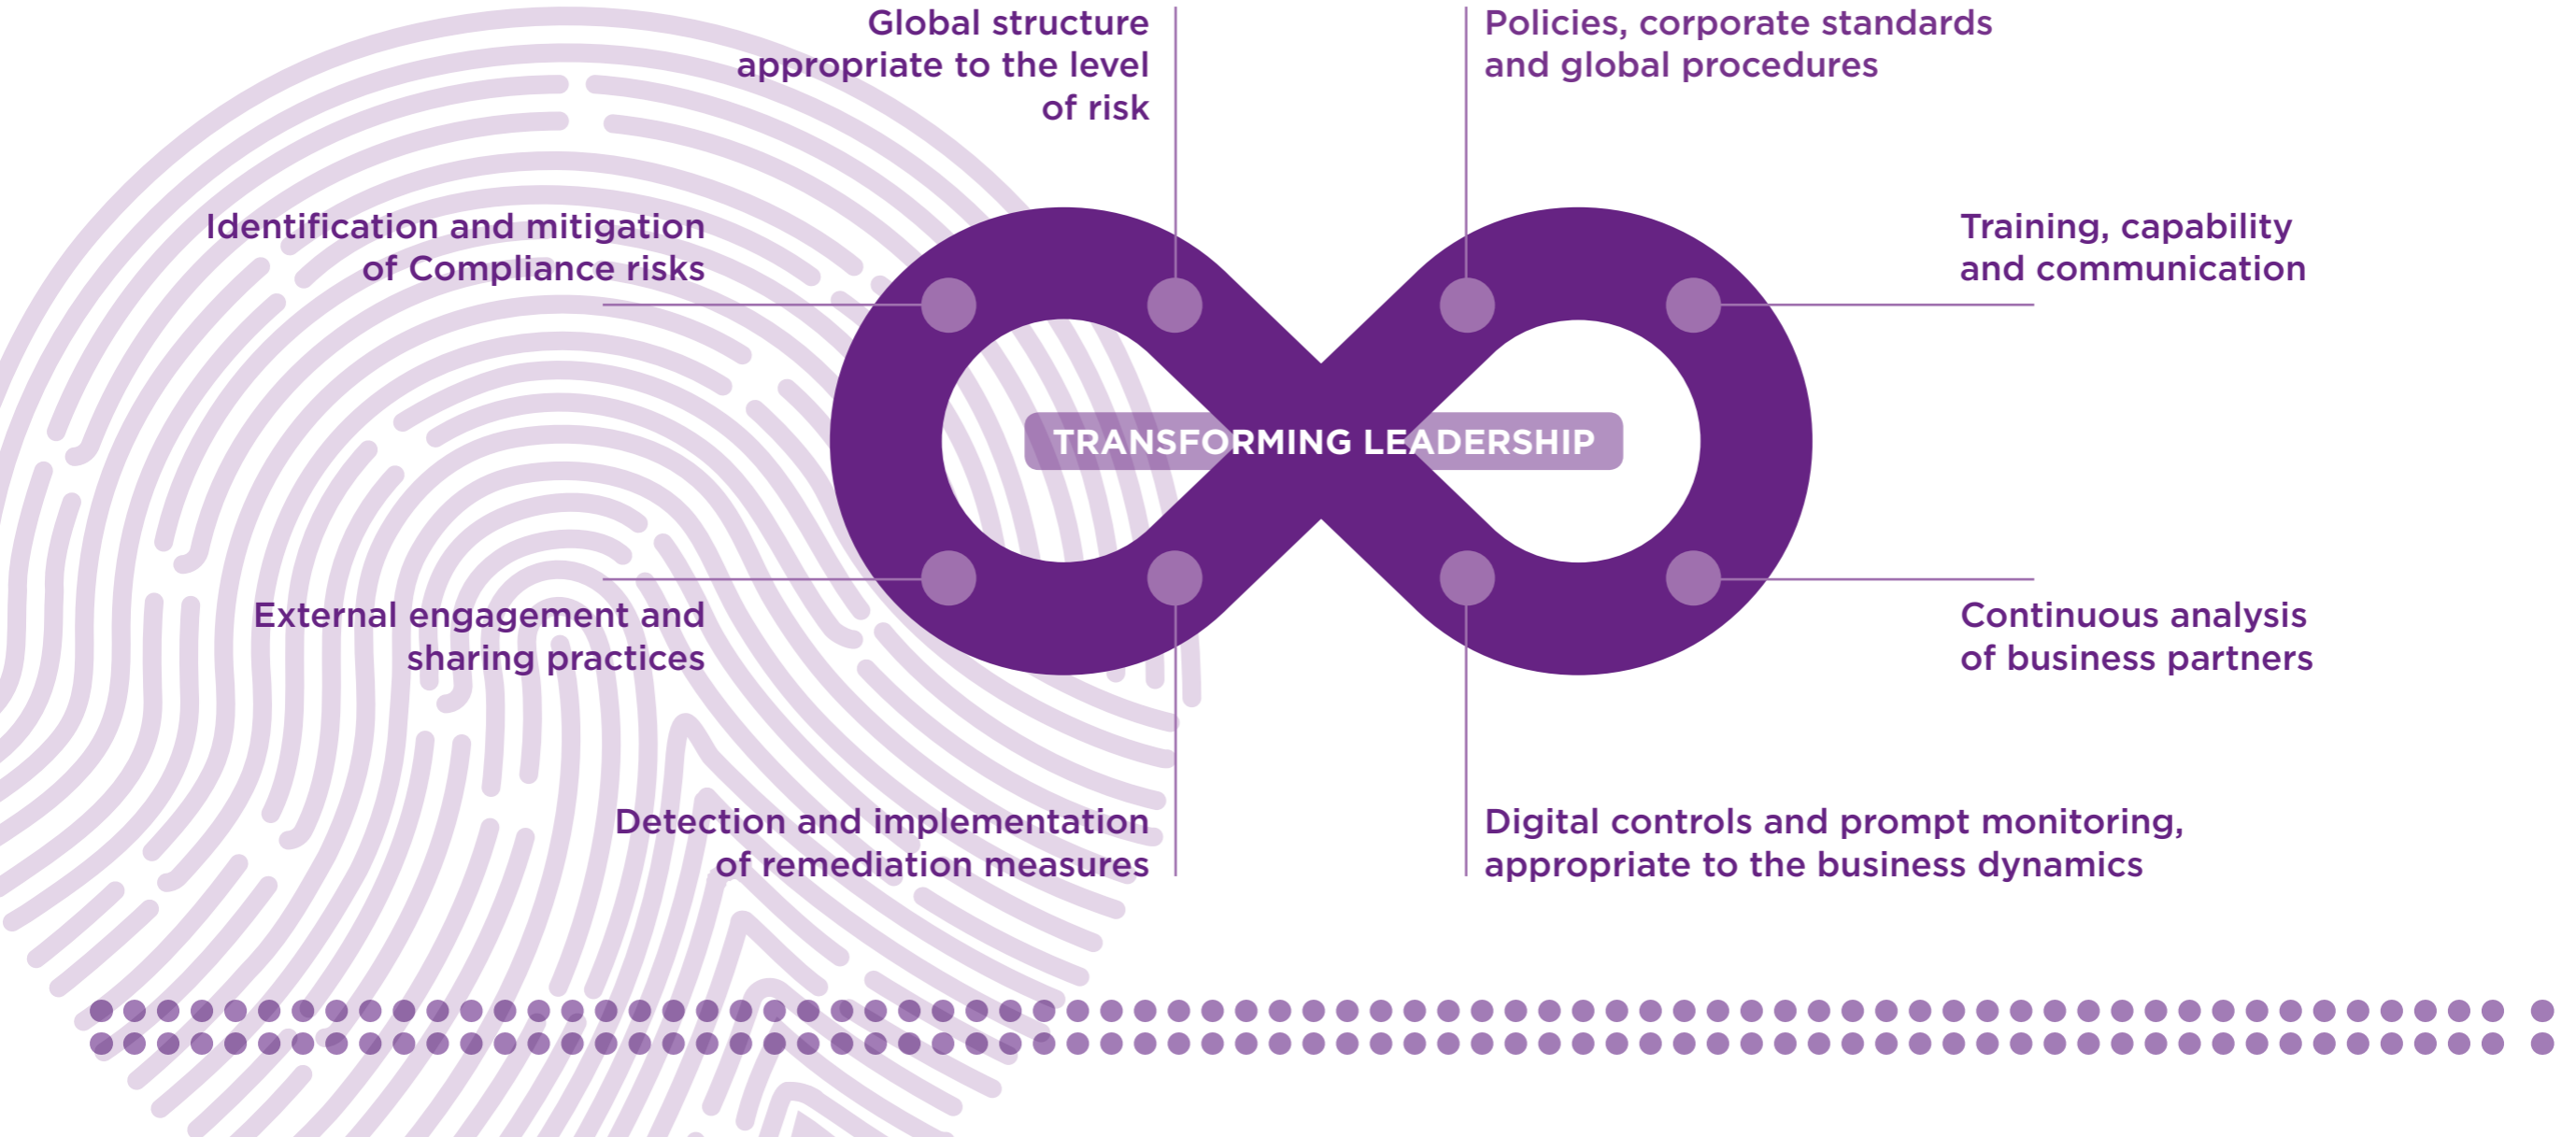 Global structure
appropriate to the level
of risk
Policies, corporate standards
and global procedures
Identification and mitigation
of Compliance risks
Training, capability
and communication
TRANSFORMING LEADERSHIP
External engagement and
sharing practices
Continuous analysis
of business partners
Detection and implementation
of remediation measures
Digital controls and prompt monitoring,
appropriate to the business dynamics